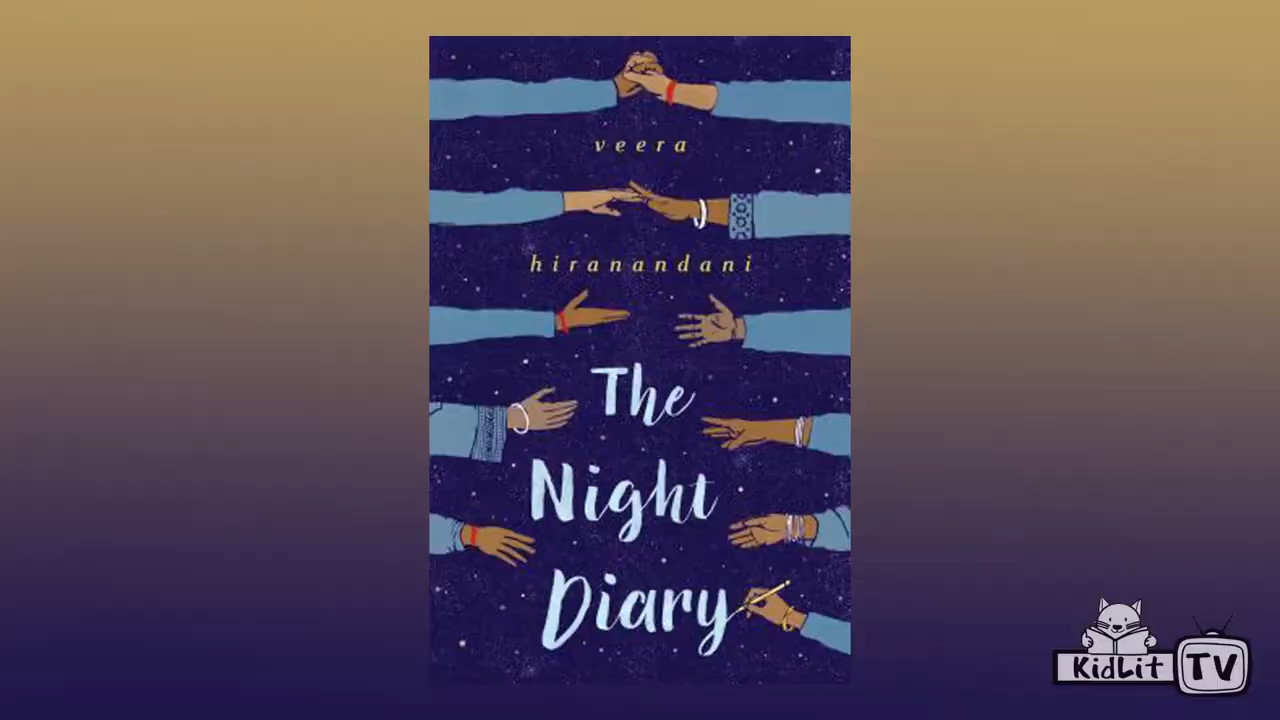 veera
hiranandani
The
Night
Diary
KidLit TV